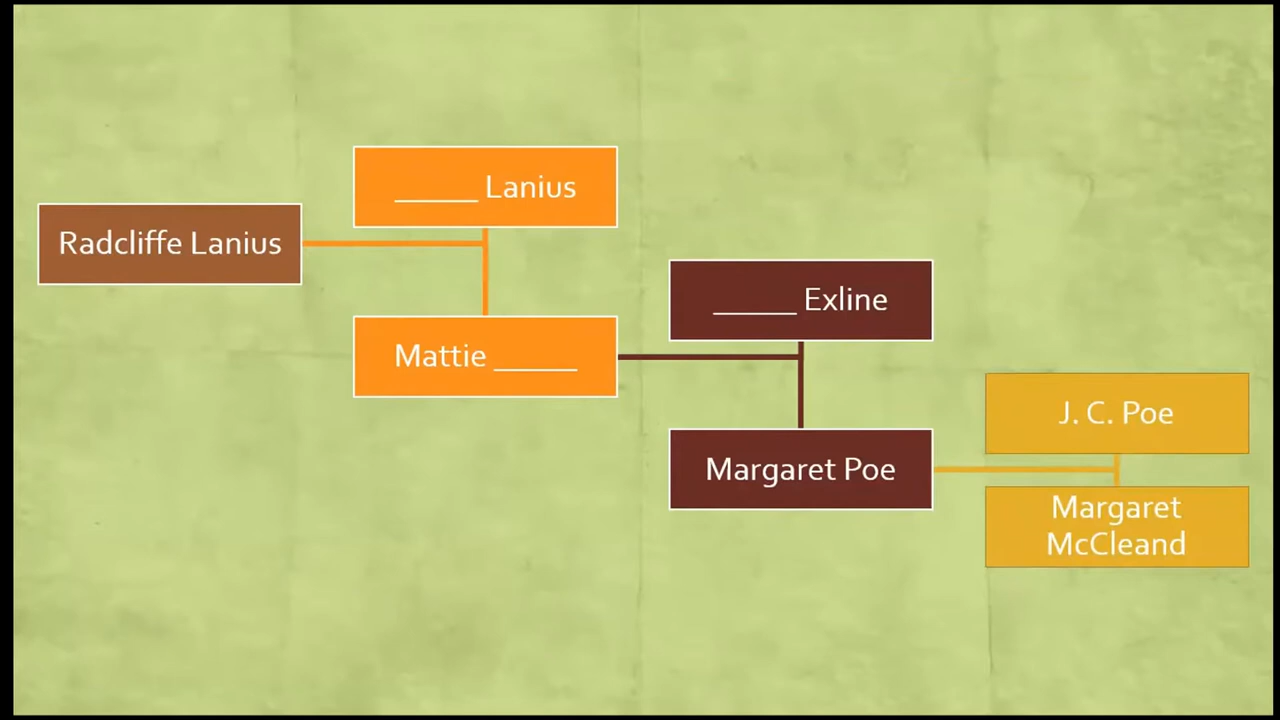 ______ Lanius
Radcliffe Lanius
______ Exline
Mattie ______
J. C. Poe
Margaret Poe
Margaret
McCleand